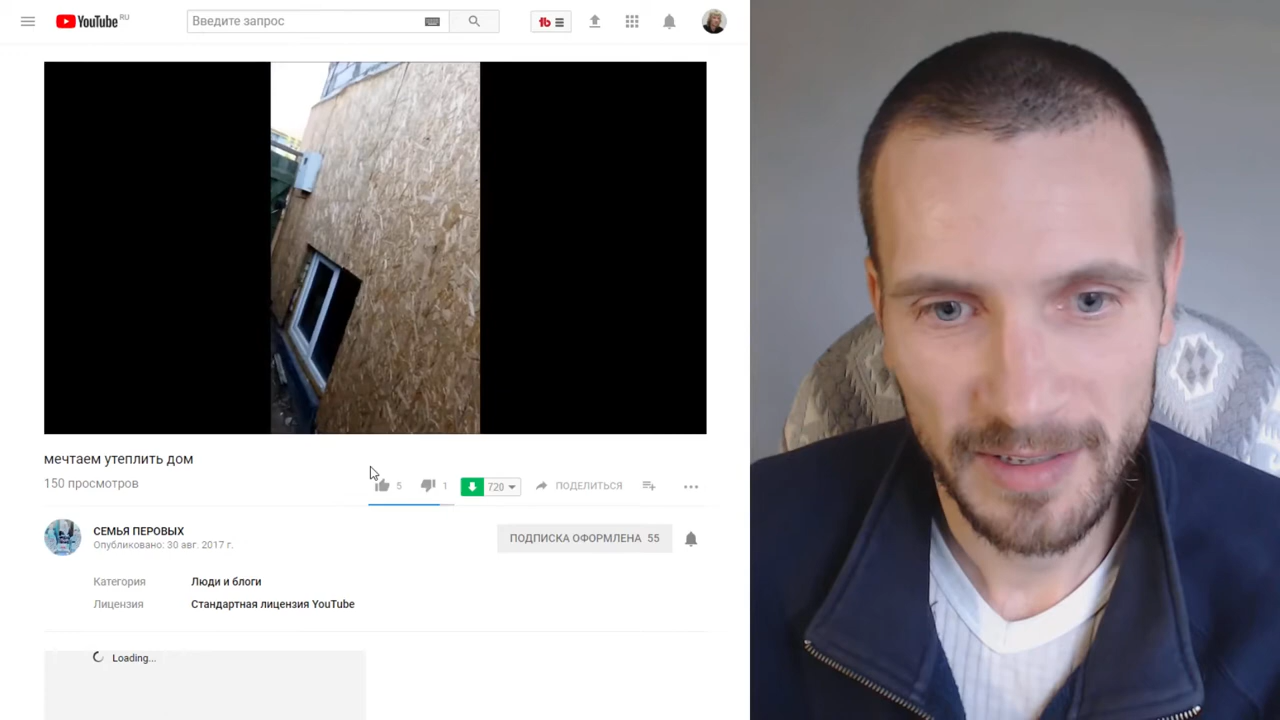 YouTube RU
Введите запрос
tb
мечтаем утеплить дом
150 просмотров
5
1
720
ПОДЕЛИТЬСЯ
СЕМЬЯ ПЕРОВЫХ
Опубликовано: 30 авг. 2017 г.
ПОДПИСКА ОФОРМЛЕНА 55
Категория Люди и блоги
Лицензия Стандартная лицензия YouTube
Loading...